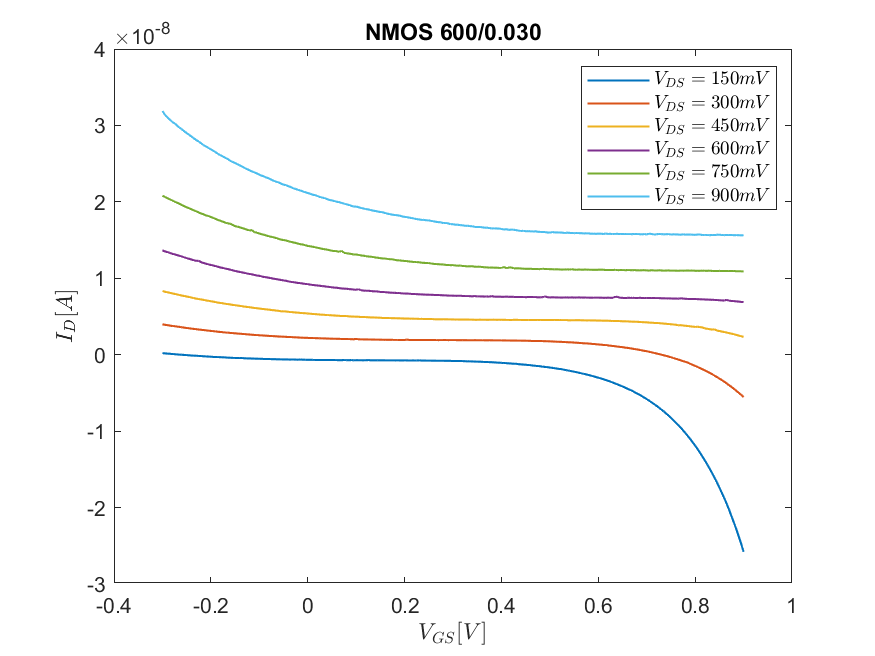 NMOS 600/0.030
×10^-8
4
3
2
1
0
-1
-2
-3
I_D[A]
V_DS = 150mV
V_DS = 300mV
V_DS = 450mV
V_DS = 600mV
V_DS = 750mV
V_DS = 900mV
-0.4 -0.2 0 0.2 0.4 0.6 0.8 1
V_GS[V]